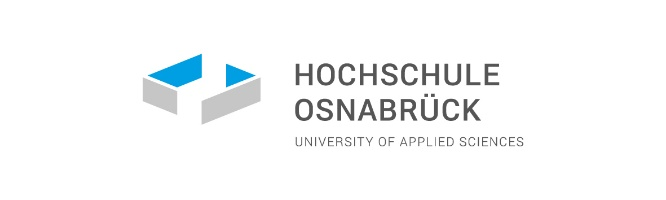 HOCHSCHULE
OSNABRÜCK
UNIVERSITY OF APPLIED SCIENCES